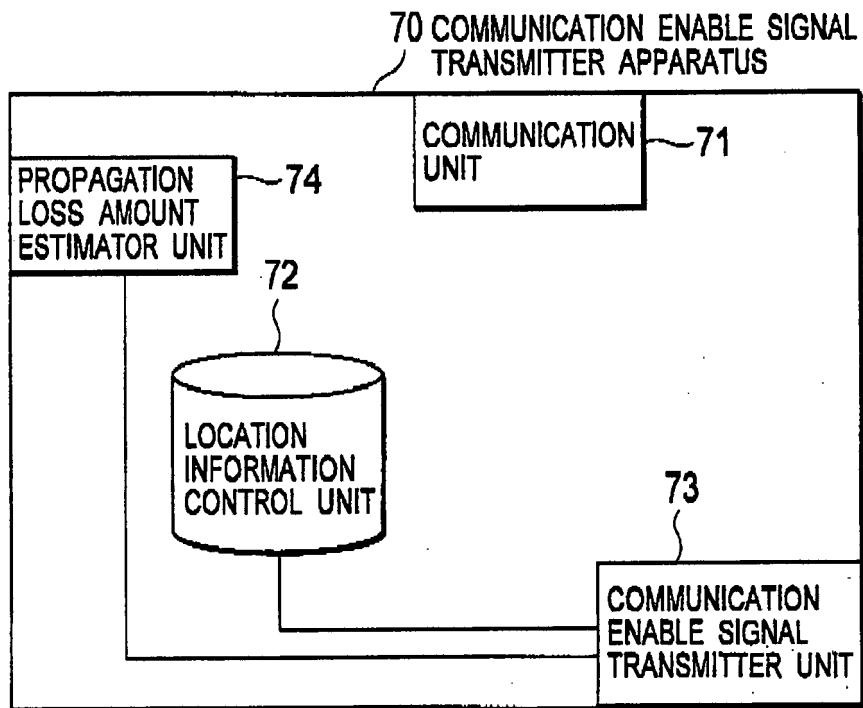 70 COMMUNICATION ENABLE SIGNAL
TRANSMITTER APPARATUS
COMMUNICATION
UNIT
71
PROPAGATION
LOSS AMOUNT
ESTIMATOR UNIT
74
72
LOCATION
INFORMATION
CONTROL UNIT
73
COMMUNICATION
ENABLE SIGNAL
TRANSMITTER UNIT